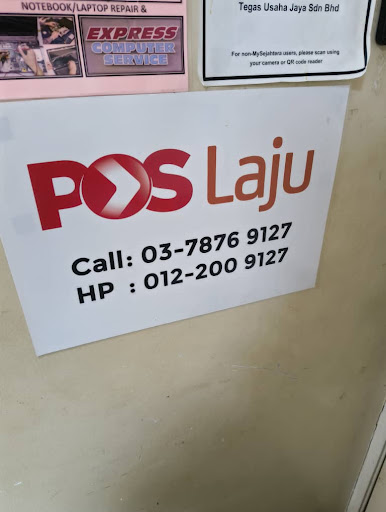 NOTEBOOK/LAPTOP REPAIR &
EXPRESS
COMPUTER
SERVICE
Tegas Usaha Jaya Sdn Bhd
For non-MySejahtera users, please scan using
your camera or QR code reader
POS Laju
Call: 03-7876 9127
HP : 012-200 9127